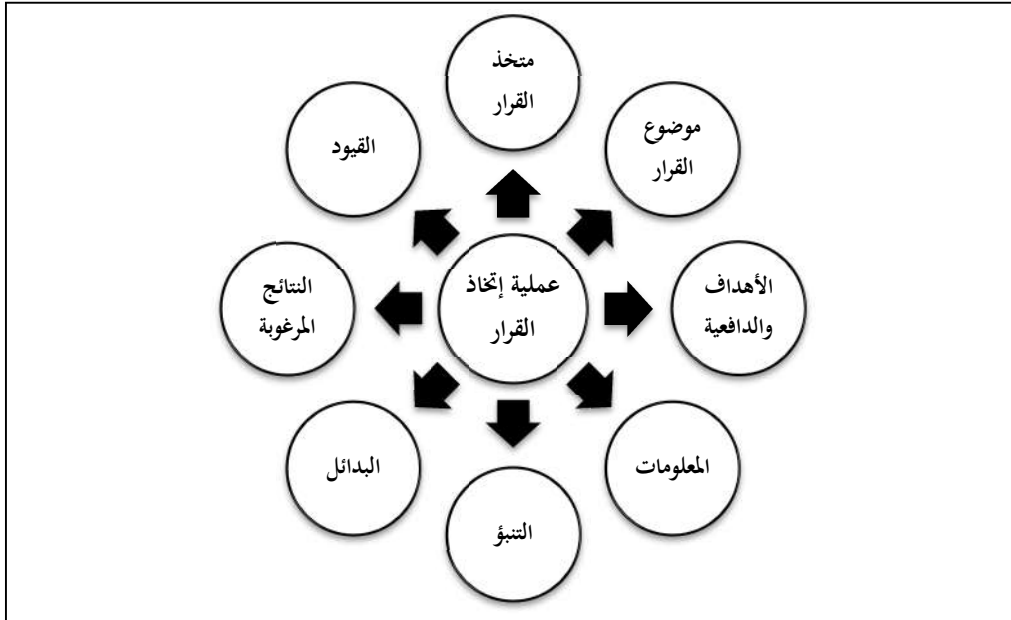 متخذ
القرار
موضوع
القرار
الأهداف
والدافعية
المعلومات
التنبؤ
البدائل
النتائج
المرغوبة
القيود
عملية إتخاذ
القرار